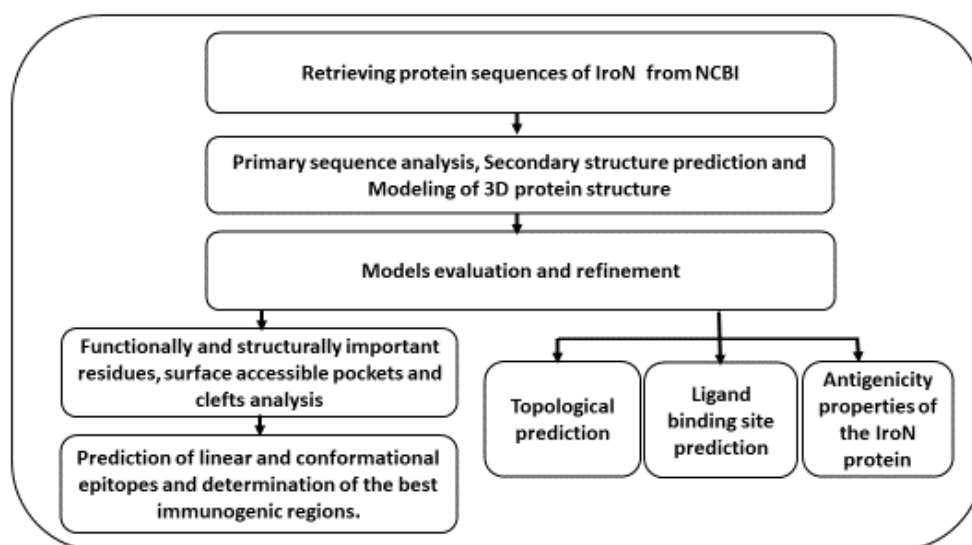 Retrieving protein sequences of IroN from NCBI
Primary sequence analysis, Secondary structure prediction and
Modeling of 3D protein structure
Models evaluation and refinement
Functionally and structurally important
residues, surface accessible pockets and
clefts analysis
Prediction of linear and conformational
epitopes and determination of the best
immunogenic regions.
Topological
prediction
Ligand
binding site
prediction
Antigenicity
properties of
the IroN
protein